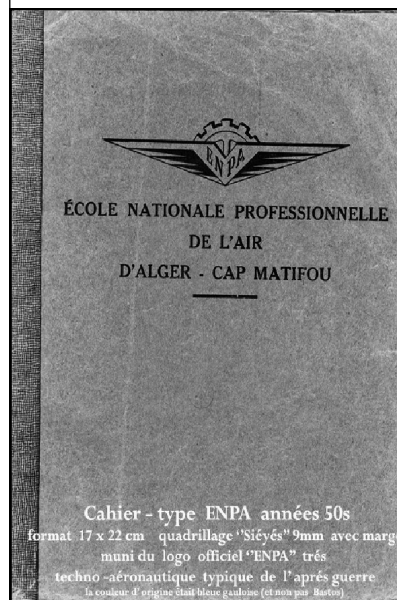 ENPA
ÉCOLE NATIONALE PROFESSIONNELLE
DE L'AIR
D'ALGER - CAP MATIFOU
Cahier - type ENPA années 50s
format 17 x 22 cm quadrillage "Siéyés" 9mm avec marg
muni du logo officiel "ENPA" trés
techno-aéronautique typique de l'aprés guerre
la couleur d'origine était bleue gauloise (et non pas Bastos)